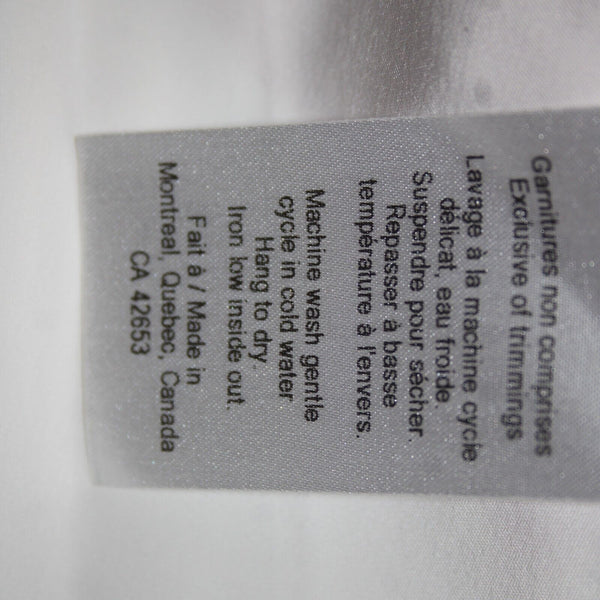 Garnitures non comprises
Exclusive of trimmings
Lavage à la machine cycle
délicat, eau froide.
Suspendre pour sécher.
Repasser à basse
température à l'envers.
Machine wash gentle
cycle in cold water
Hang to dry.
Iron low inside out.
Fait à / Made in
Montreal, Quebec, Canada
CA 42653